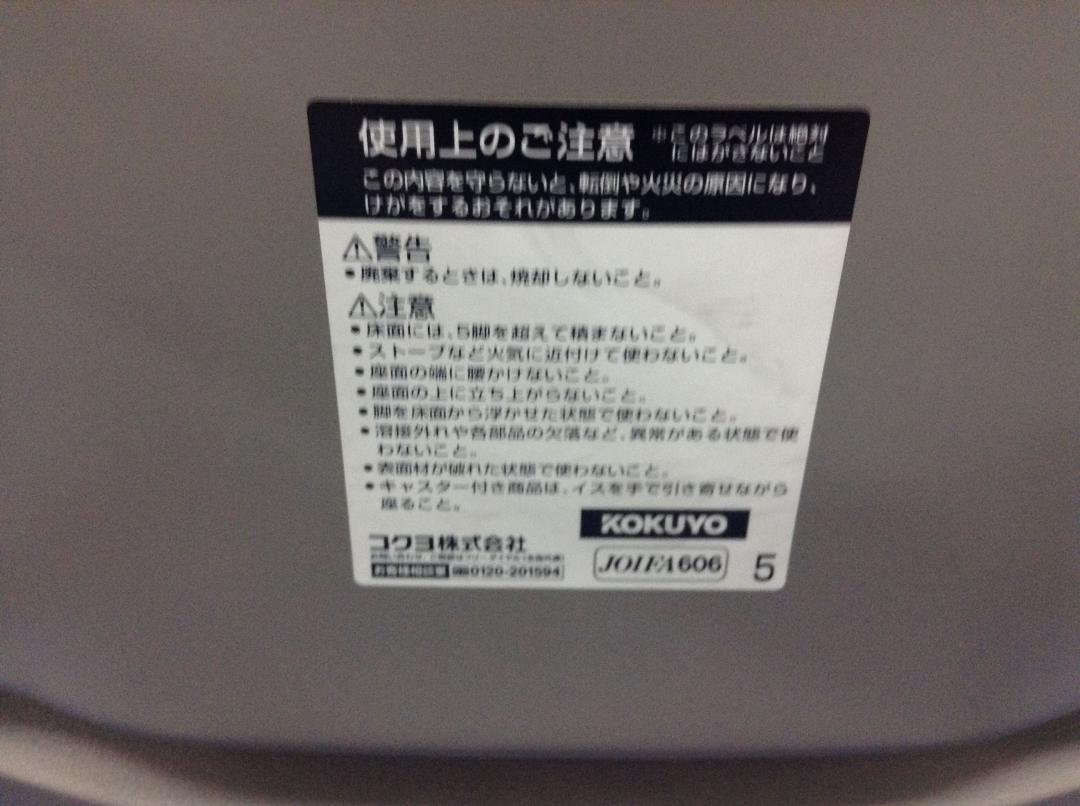 使用上のご注意 ※このラベルは絶対
にはがさないこと
この内容を守らないと、転倒や火災の原因になり、
けがをするおそれがあります。
⚠警告
●廃棄するときは、焼却しないこと。
⚠注意
●床面には、5脚を超えて積まないこと。
●ストーブなど火気に近付けて使わないこと。
●座面の端に腰かけないこと。
●座面の上に立ち上がらないこと。
●脚を床面から浮かせた状態で使わないこと。
●溶接外れや各部品の欠落など、異常がある状態で使
わないこと。
●表面材が破れた状態で使わないこと。
●キャスター付き商品は、イスを手で引き寄せながら
座ること。
KOKUYO
コクヨ株式会社
お客様相談室 0120-201594
JOIFA606 5